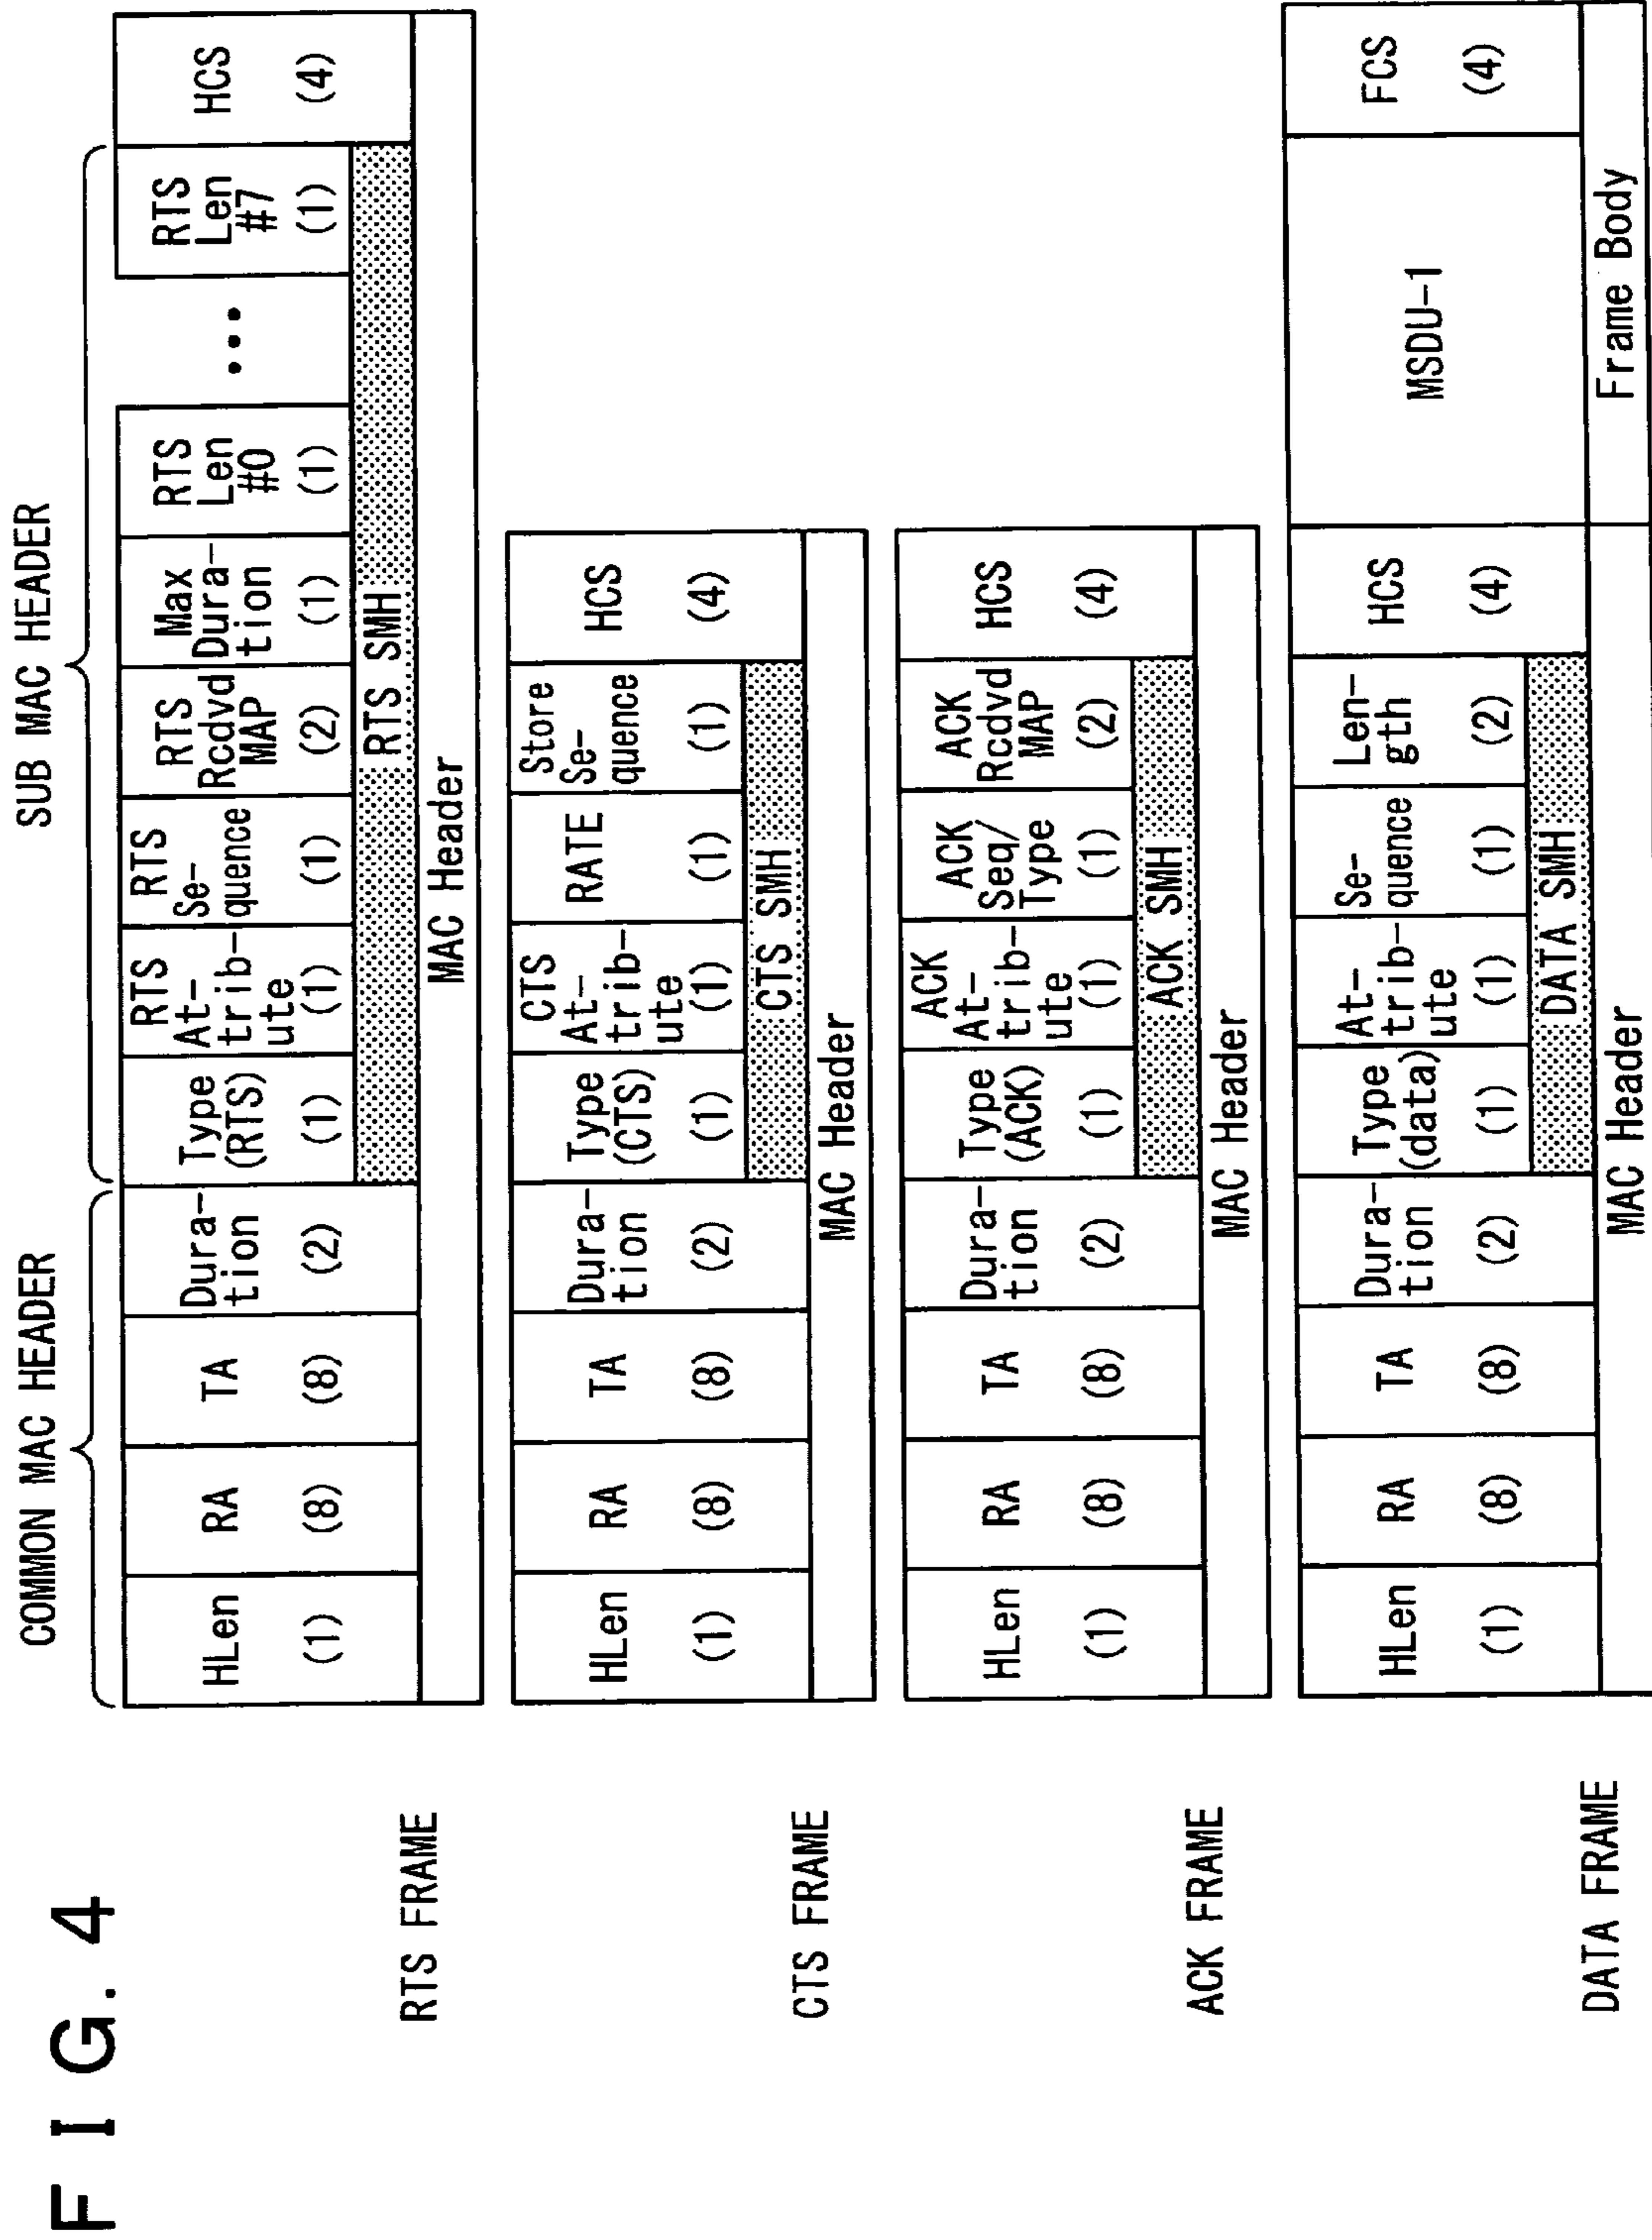 FIG. 4
COMMON MAC HEADER
SUB MAC HEADER
RTS FRAME
HLen
(1)
RA
(8)
TA
(8)
Dura-
tion
(2)
Type
(RTS)
(1)
RTS
At-
trib-
ute
(1)
RTS
Se-
quence
(1)
RTS
Rcdvd
MAP
(2)
Max
Dura-
tion
(1)
RTS
Len
#0
(1)
...
RTS
Len
#7
(1)
HCS
(4)
RTS SMH
MAC Header
CTS FRAME
HLen
(1)
RA
(8)
TA
(8)
Dura-
tion
(2)
Type
(CTS)
(1)
CTS
At-
trib-
ute
(1)
RATE
(1)
Store
Se-
quence
(1)
HCS
(4)
CTS SMH
MAC Header
ACK FRAME
HLen
(1)
RA
(8)
TA
(8)
Dura-
tion
(2)
Type
(ACK)
(1)
ACK
At-
trib-
ute
(1)
ACK
Seq/
Type
(1)
ACK
Rcdvd
MAP
(2)
HCS
(4)
ACK SMH
MAC Header
DATA FRAME
HLen
(1)
RA
(8)
TA
(8)
Dura-
tion
(2)
Type
(data)
(1)
At-
trib-
ute
(1)
Se-
quence
(1)
Len-
gth
(2)
HCS
(4)
MSDU-1
FCS
(4)
DATA SMH
MAC Header
Frame Body